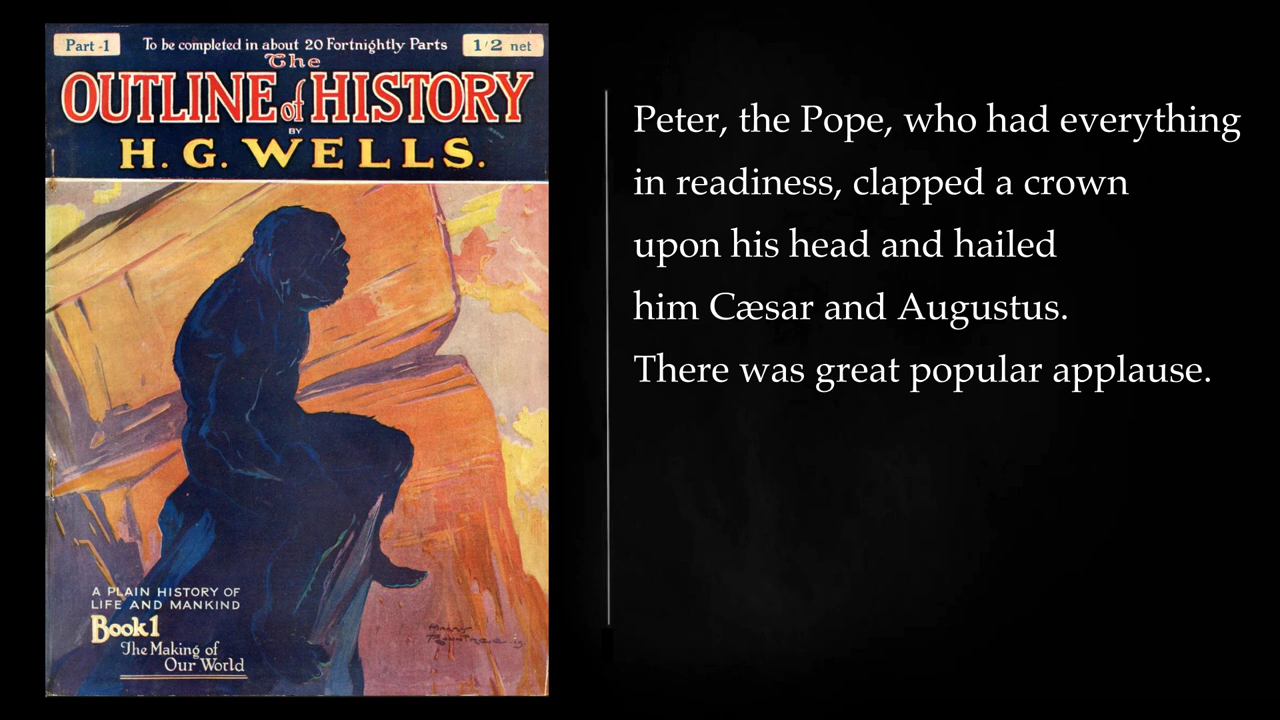 Part -1
To be completed in about 20 Fortnightly Parts
1/2 net
The
OUTLINE of HISTORY
BY
H. G. WELLS.
A PLAIN HISTORY OF
LIFE AND MANKIND
Book 1
The Making of
Our World
Peter, the Pope, who had everything
in readiness, clapped a crown
upon his head and hailed
him Cæsar and Augustus.
There was great popular applause.